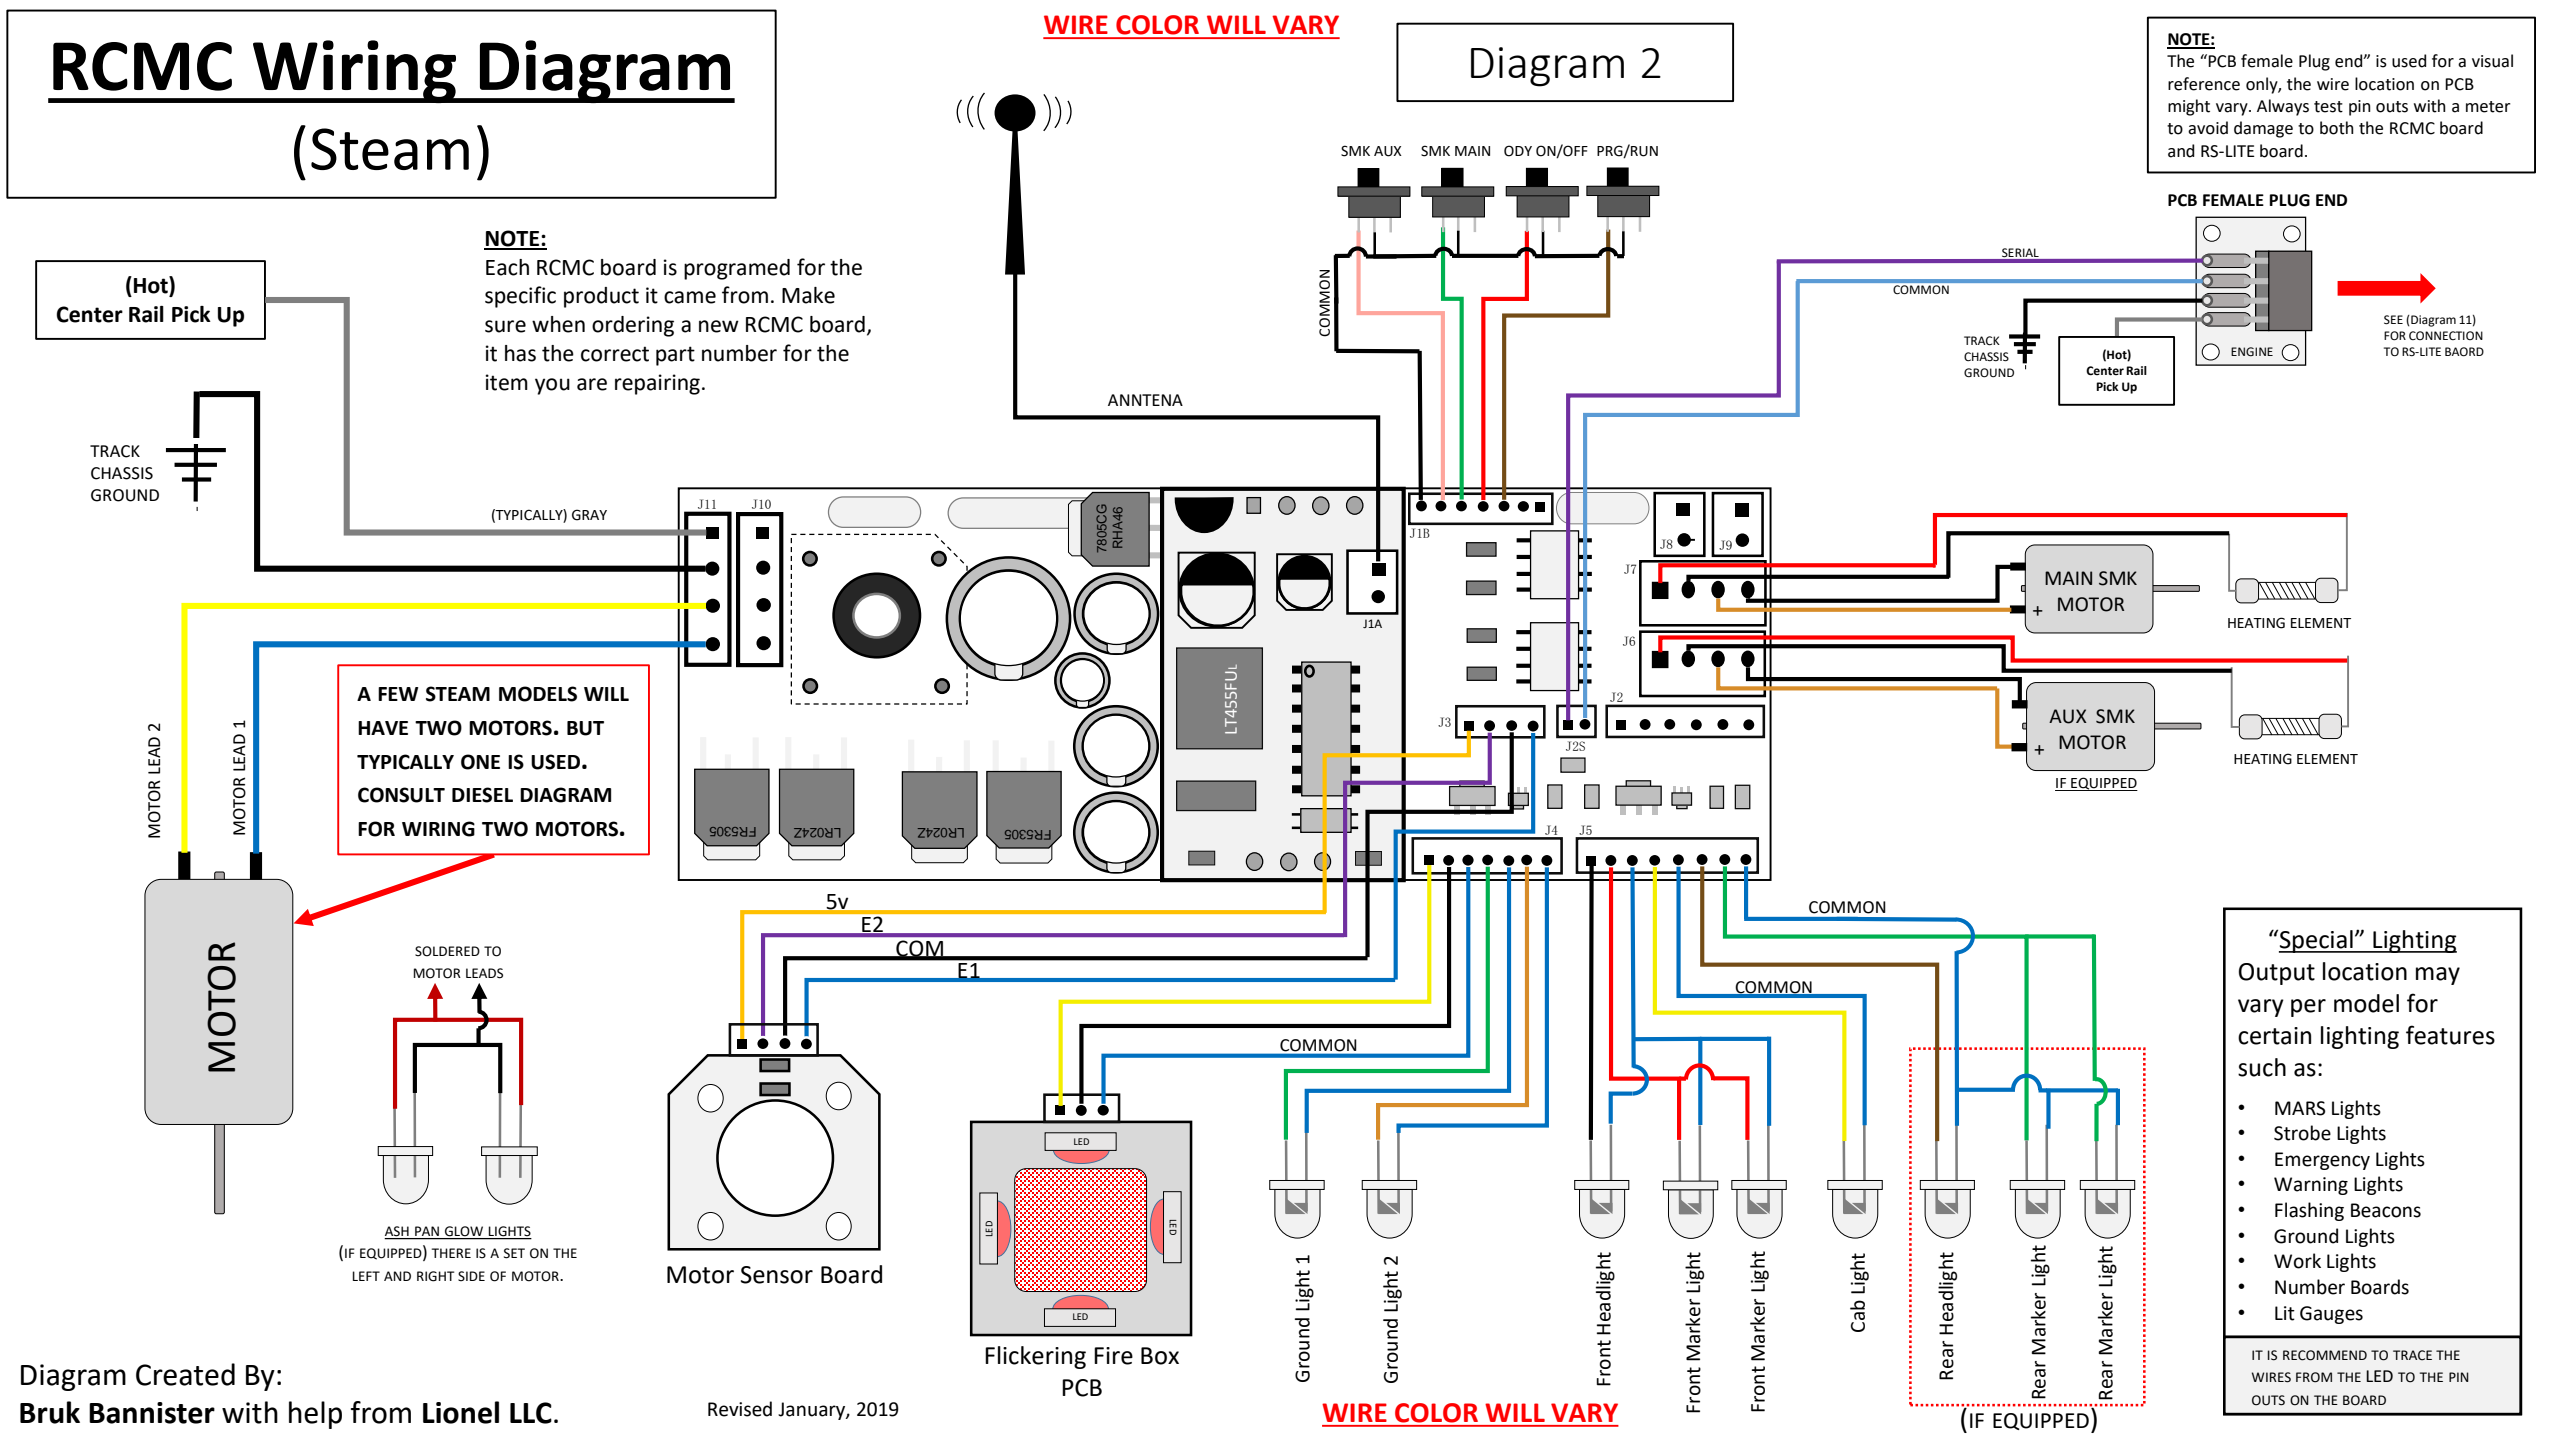 RCMC Wiring Diagram
(Steam)
WIRE COLOR WILL VARY
Diagram 2
NOTE:
The “PCB female Plug end” is used for a visual
reference only, the wire location on PCB
might vary. Always test pin outs with a meter
to avoid damage to both the RCMC board
and RS-LITE board.
PCB FEMALE PLUG END
SERIAL
COMMON
TRACK
CHASSIS
GROUND
(Hot)
Center Rail
Pick Up
ENGINE
SEE (Diagram 11)
FOR CONNECTION
TO RS-LITE BAORD
SMK AUX
SMK MAIN
ODY ON/OFF
PRG/RUN
COMMON
ANNTENA
NOTE:
Each RCMC board is programed for the
specific product it came from. Make
sure when ordering a new RCMC board,
it has the correct part number for the
item you are repairing.
(Hot)
Center Rail Pick Up
TRACK
CHASSIS
GROUND
(TYPICALLY) GRAY
J11
J10
7805CG
RHA46
J1A
J1B
J8
J9
J7
J6
J2
J3
J2S
J4
J5
LT455FUL
FR5305
LR024Z
LR024Z
FR5305
MAIN SMK
MOTOR
+
HEATING ELEMENT
AUX SMK
MOTOR
+
IF EQUIPPED
HEATING ELEMENT
A FEW STEAM MODELS WILL
HAVE TWO MOTORS. BUT
TYPICALLY ONE IS USED.
CONSULT DIESEL DIAGRAM
FOR WIRING TWO MOTORS.
MOTOR LEAD 2
MOTOR LEAD 1
MOTOR
SOLDERED TO
MOTOR LEADS
ASH PAN GLOW LIGHTS
(IF EQUIPPED) THERE IS A SET ON THE
LEFT AND RIGHT SIDE OF MOTOR.
5v
E2
COM
E1
Motor Sensor Board
COMMON
LED
LED
LED
LED
Flickering Fire Box
PCB
Ground Light 1
Ground Light 2
COMMON
COMMON
Front Headlight
Front Marker Light
Front Marker Light
Cab Light
Rear Headlight
Rear Marker Light
Rear Marker Light
(IF EQUIPPED)
“Special” Lighting
Output location may
vary per model for
certain lighting features
such as:
• MARS Lights
• Strobe Lights
• Emergency Lights
• Warning Lights
• Flashing Beacons
• Ground Lights
• Work Lights
• Number Boards
• Lit Gauges
IT IS RECOMMEND TO TRACE THE
WIRES FROM THE LED TO THE PIN
OUTS ON THE BOARD
Diagram Created By:
Bruk Bannister with help from Lionel LLC.
Revised January, 2019
WIRE COLOR WILL VARY